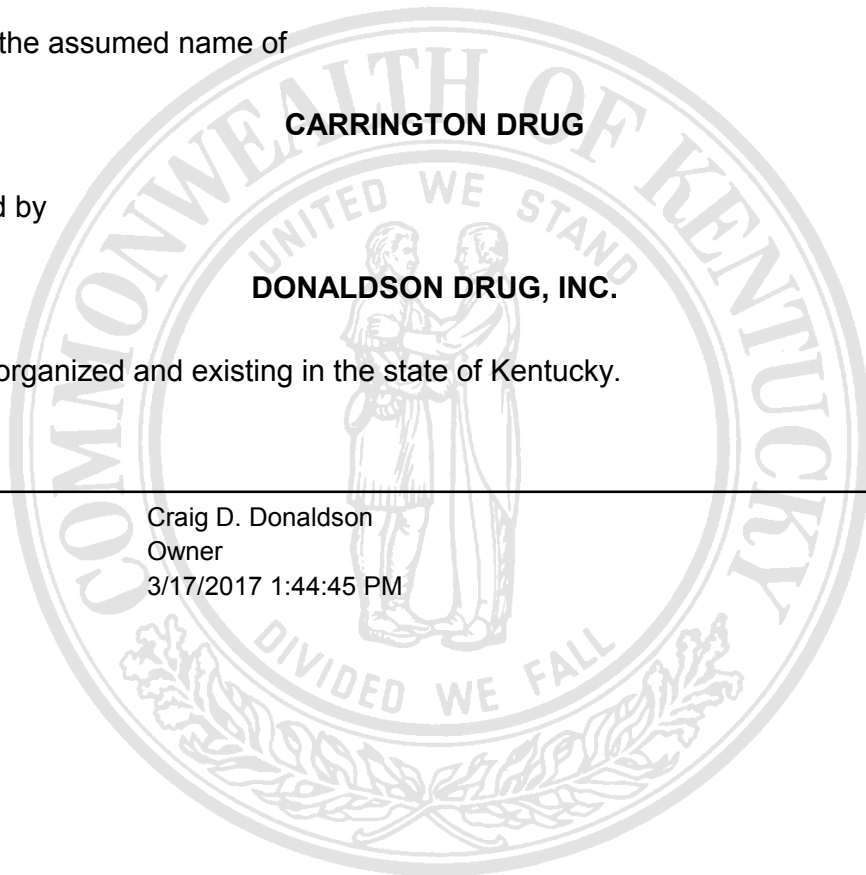 the assumed name of
CARRINGTON DRUG
d by
DONALDSON DRUG, INC.
organized and existing in the state of Kentucky.
Craig D. Donaldson
Owner
3/17/2017 1:44:45 PM
COMMONWEALTH OF KENTUCKY
UNITED WE STAND
DIVIDED WE FALL